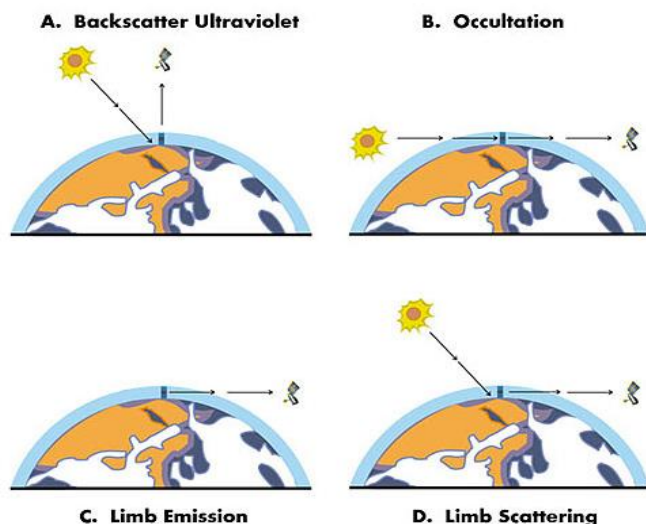 A. Backscatter Ultraviolet
B. Occultation
C. Limb Emission
D. Limb Scattering